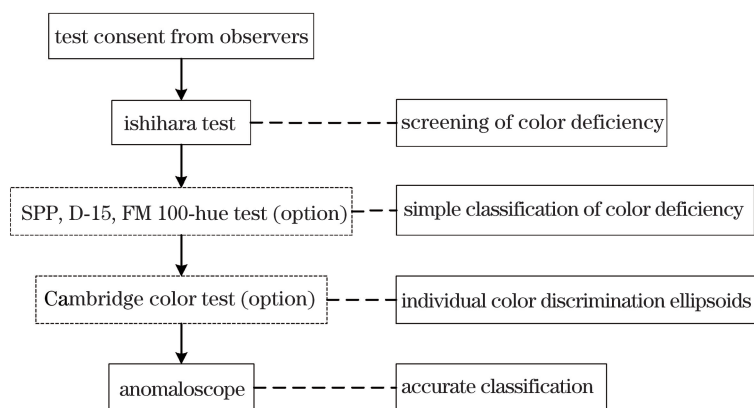 test consent from observers
ishihara test
screening of color deficiency
SPP, D-15, FM 100-hue test (option)
simple classification of color deficiency
Cambridge color test (option)
individual color discrimination ellipsoids
anomaloscope
accurate classification